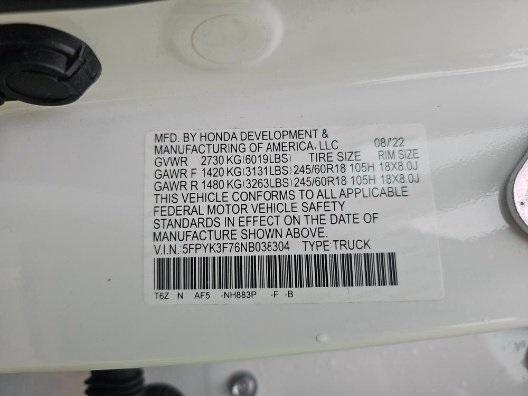 MFD. BY HONDA DEVELOPMENT &
MANUFACTURING OF AMERICA, LLC 08/22
GVWR 2730 KG (6019LBS) TIRE SIZE RIM SIZE
GAWR F 1420 KG (3131LBS) 245/60R18 105H 18X8.0J
GAWR R 1480 KG (3263LBS) 245/60R18 105H 18X8.0J
THIS VEHICLE CONFORMS TO ALL APPLICABLE
FEDERAL MOTOR VEHICLE SAFETY
STANDARDS IN EFFECT ON THE DATE OF
MANUFACTURE SHOWN ABOVE.
V.I.N.:5FPYK3F76NB038304 TYPE:TRUCK
T6Z N AF5 -NH883P -F -B